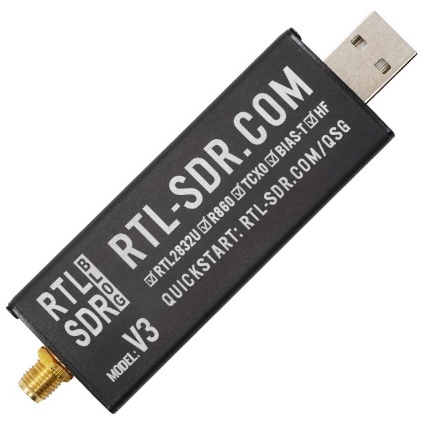 RTL-SDR.COM
☑RTL2832U ☑R860 ☑TCXO ☑BIAS-T ☑HF
QUICKSTART: RTL-SDR.COM/QSG
RTL
SDR
BLOG
MODEL: V3